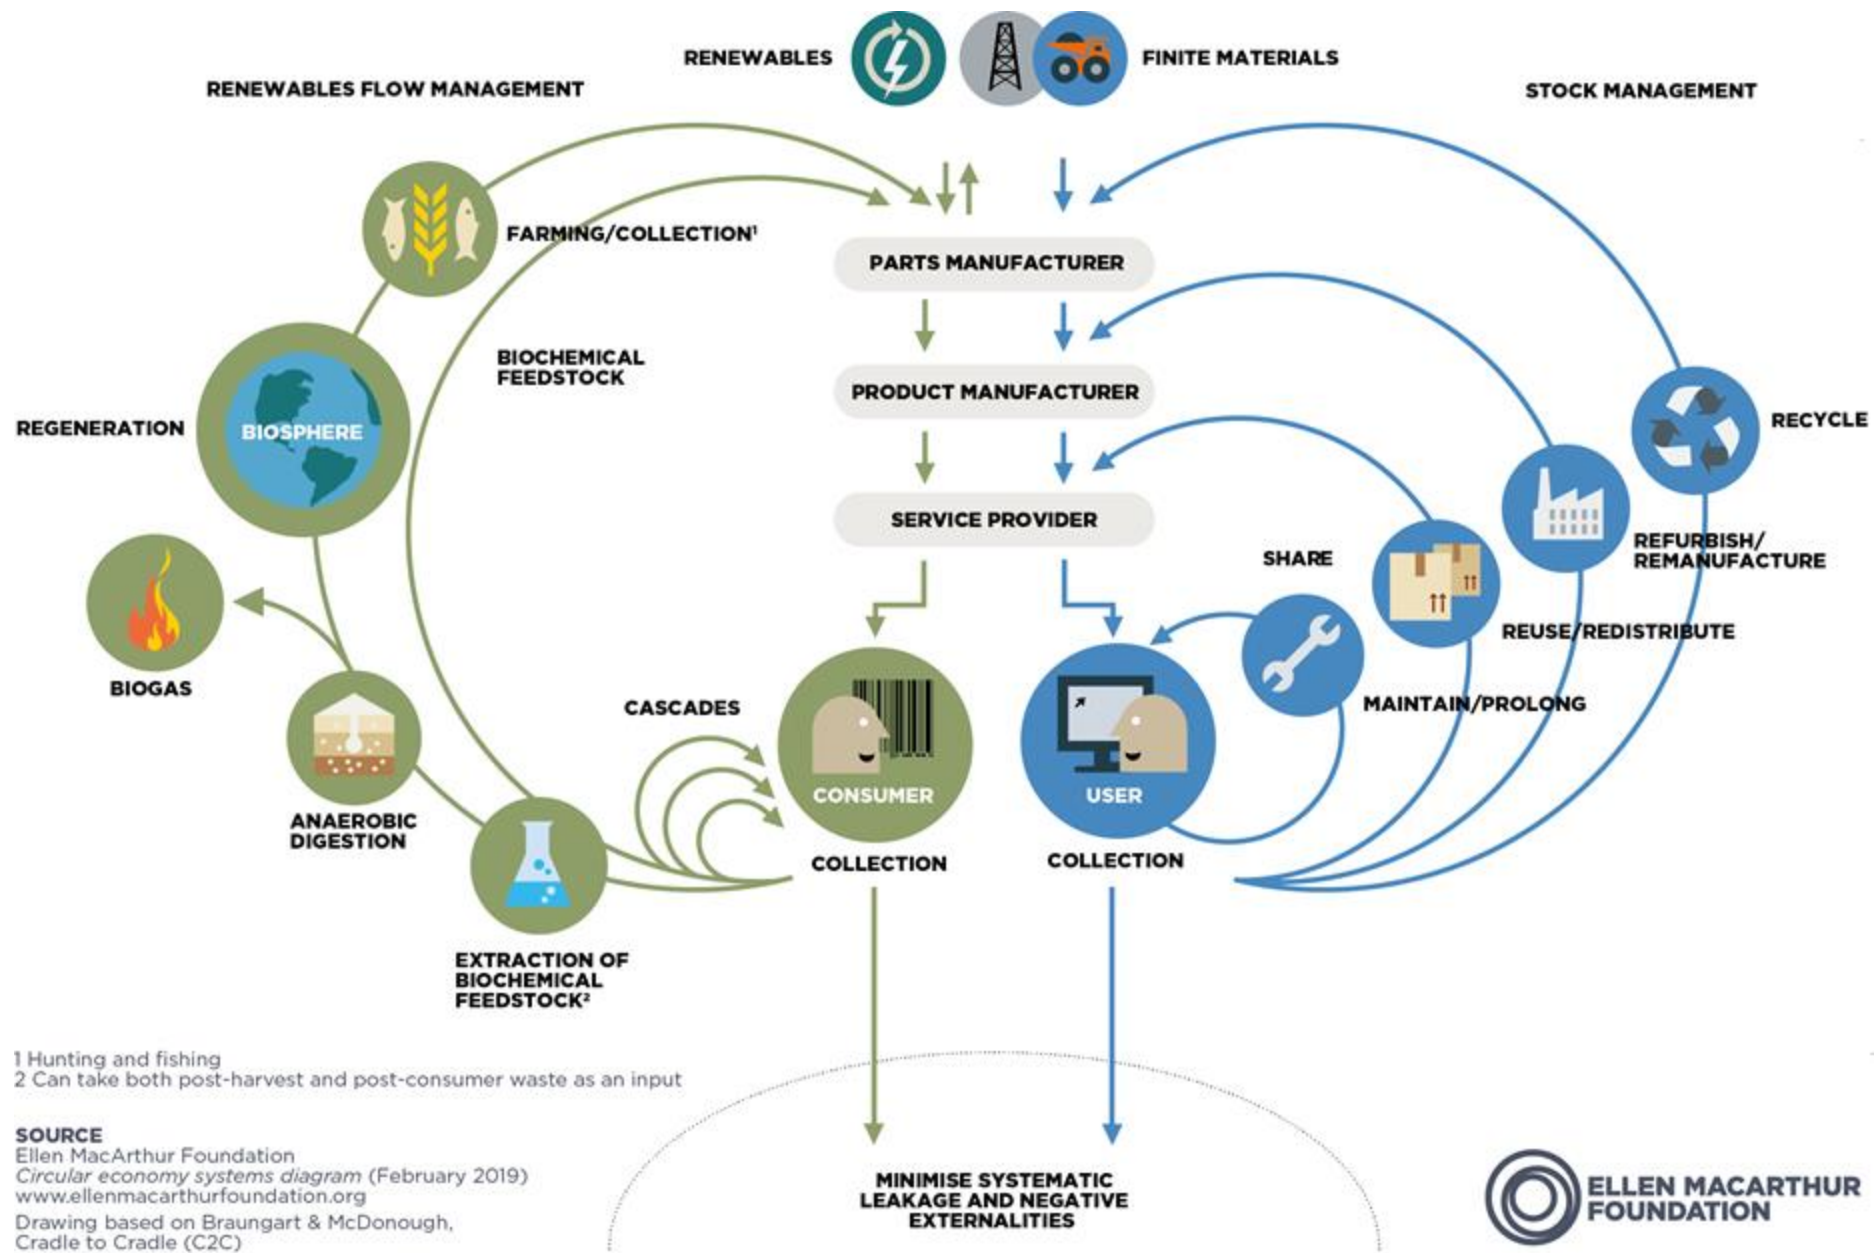 RENEWABLES
FINITE MATERIALS
RENEWABLES FLOW MANAGEMENT
STOCK MANAGEMENT
FARMING/COLLECTION¹
PARTS MANUFACTURER
BIOCHEMICAL
FEEDSTOCK
PRODUCT MANUFACTURER
REGENERATION
BIOSPHERE
RECYCLE
SERVICE PROVIDER
SHARE
REFURBISH/
REMANUFACTURE
REUSE/REDISTRIBUTE
BIOGAS
CASCADES
MAINTAIN/PROLONG
CONSUMER
USER
ANAEROBIC
DIGESTION
COLLECTION
COLLECTION
EXTRACTION OF
BIOCHEMICAL
FEEDSTOCK²
1 Hunting and fishing
2 Can take both post-harvest and post-consumer waste as an input
SOURCE
Ellen MacArthur Foundation
Circular economy systems diagram (February 2019)
www.ellenmacarthurfoundation.org
Drawing based on Braungart & McDonough,
Cradle to Cradle (C2C)
MINIMISE SYSTEMATIC
LEAKAGE AND NEGATIVE
EXTERNALITIES
ELLEN MACARTHUR
FOUNDATION